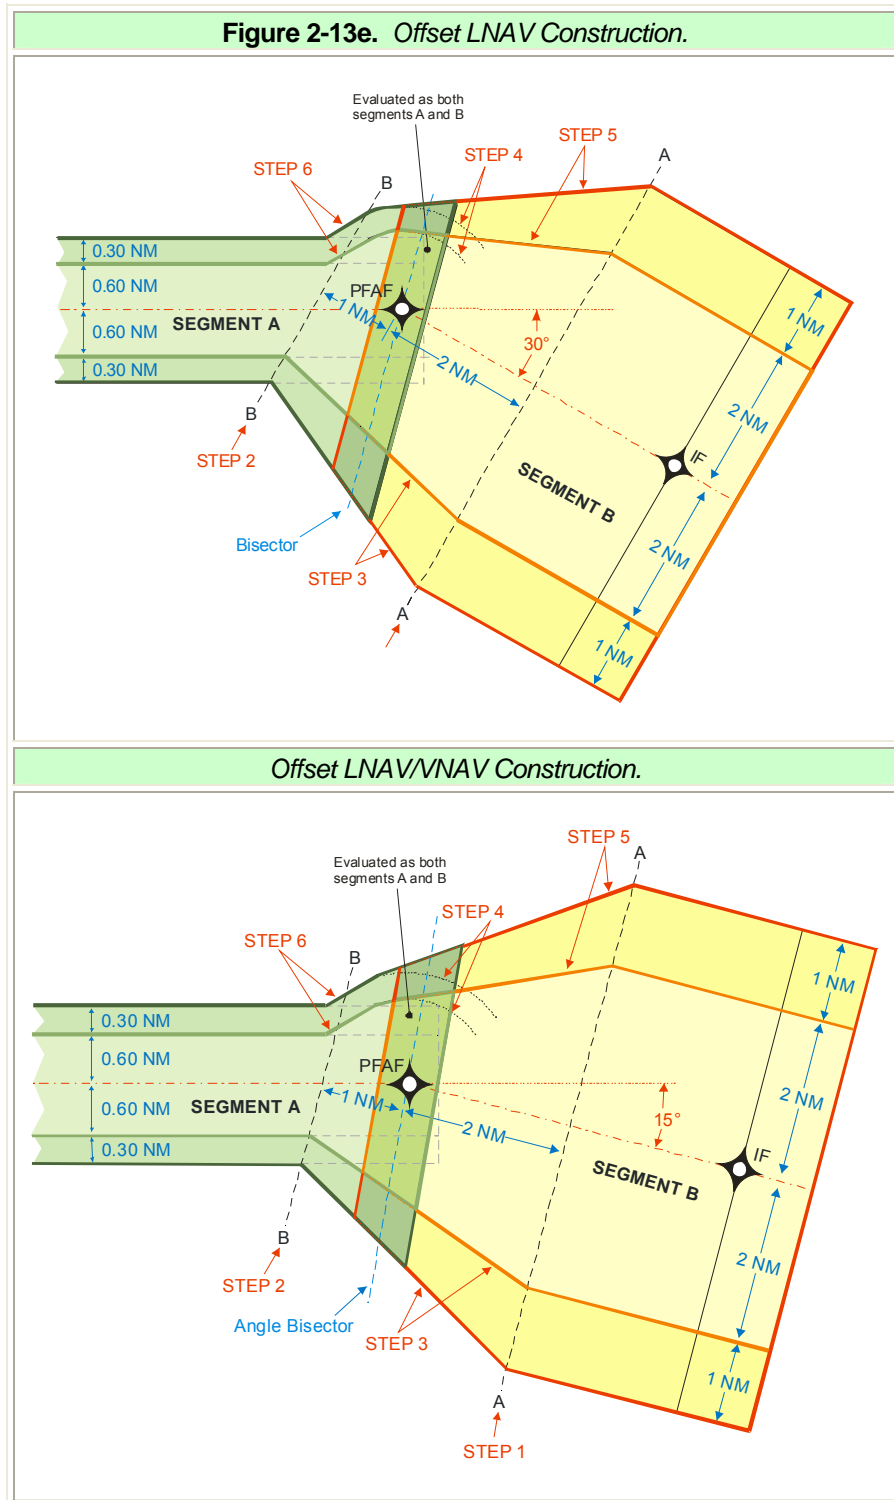 Figure 2-13e. Offset LNAV Construction.
Evaluated as both
segments A and B
STEP 5
STEP 4
A
STEP 6
B
0.30 NM
0.60 NM
PFAF
1 NM
SEGMENT A
0.60 NM
30°
1 NM
0.30 NM
2 NM
2 NM
B
STEP 2
IF
SEGMENT B
Bisector
2 NM
STEP 3
A
1 NM
Offset LNAV/VNAV Construction.
STEP 5
A
Evaluated as both
segments A and B
STEP 4
STEP 6
B
1 NM
0.30 NM
0.60 NM
PFAF
0.60 NM
SEGMENT A
1 NM
2 NM
15°
2 NM
0.30 NM
IF
SEGMENT B
B
2 NM
STEP 2
Angle Bisector
STEP 3
1 NM
A
STEP 1